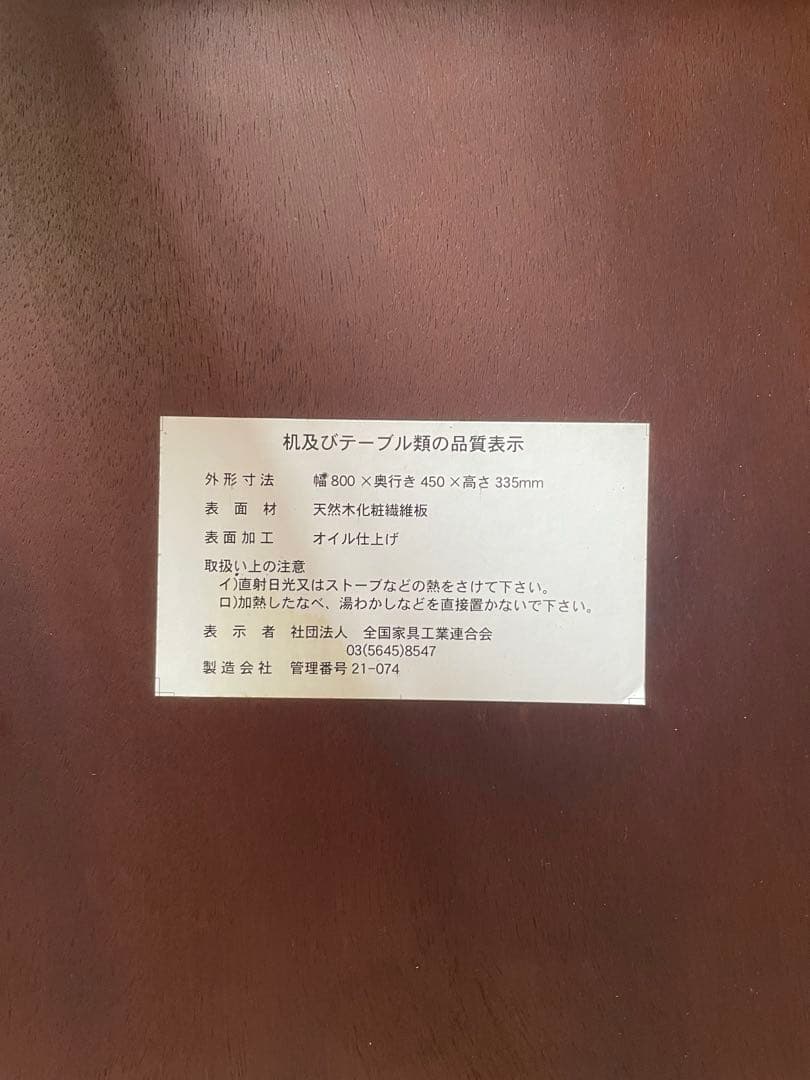 机及びテーブル類の品質表示
外形寸法 幅800×奥行き450×高さ335mm
表面材 天然木化粧繊維板
表面加工 オイル仕上げ
取扱い上の注意
イ)直射日光又はストーブなどの熱をさけて下さい。
ロ)加熱したなべ、湯わかしなどを直接置かないで下さい。
表示者 社団法人 全国家具工業連合会
03(5645)8547
製造会社 管理番号21-074